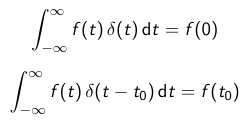 ∫_{-∞}^{∞} f(t) δ(t) dt = f(0)
∫_{-∞}^{∞} f(t) δ(t − t₀) dt = f(t₀)